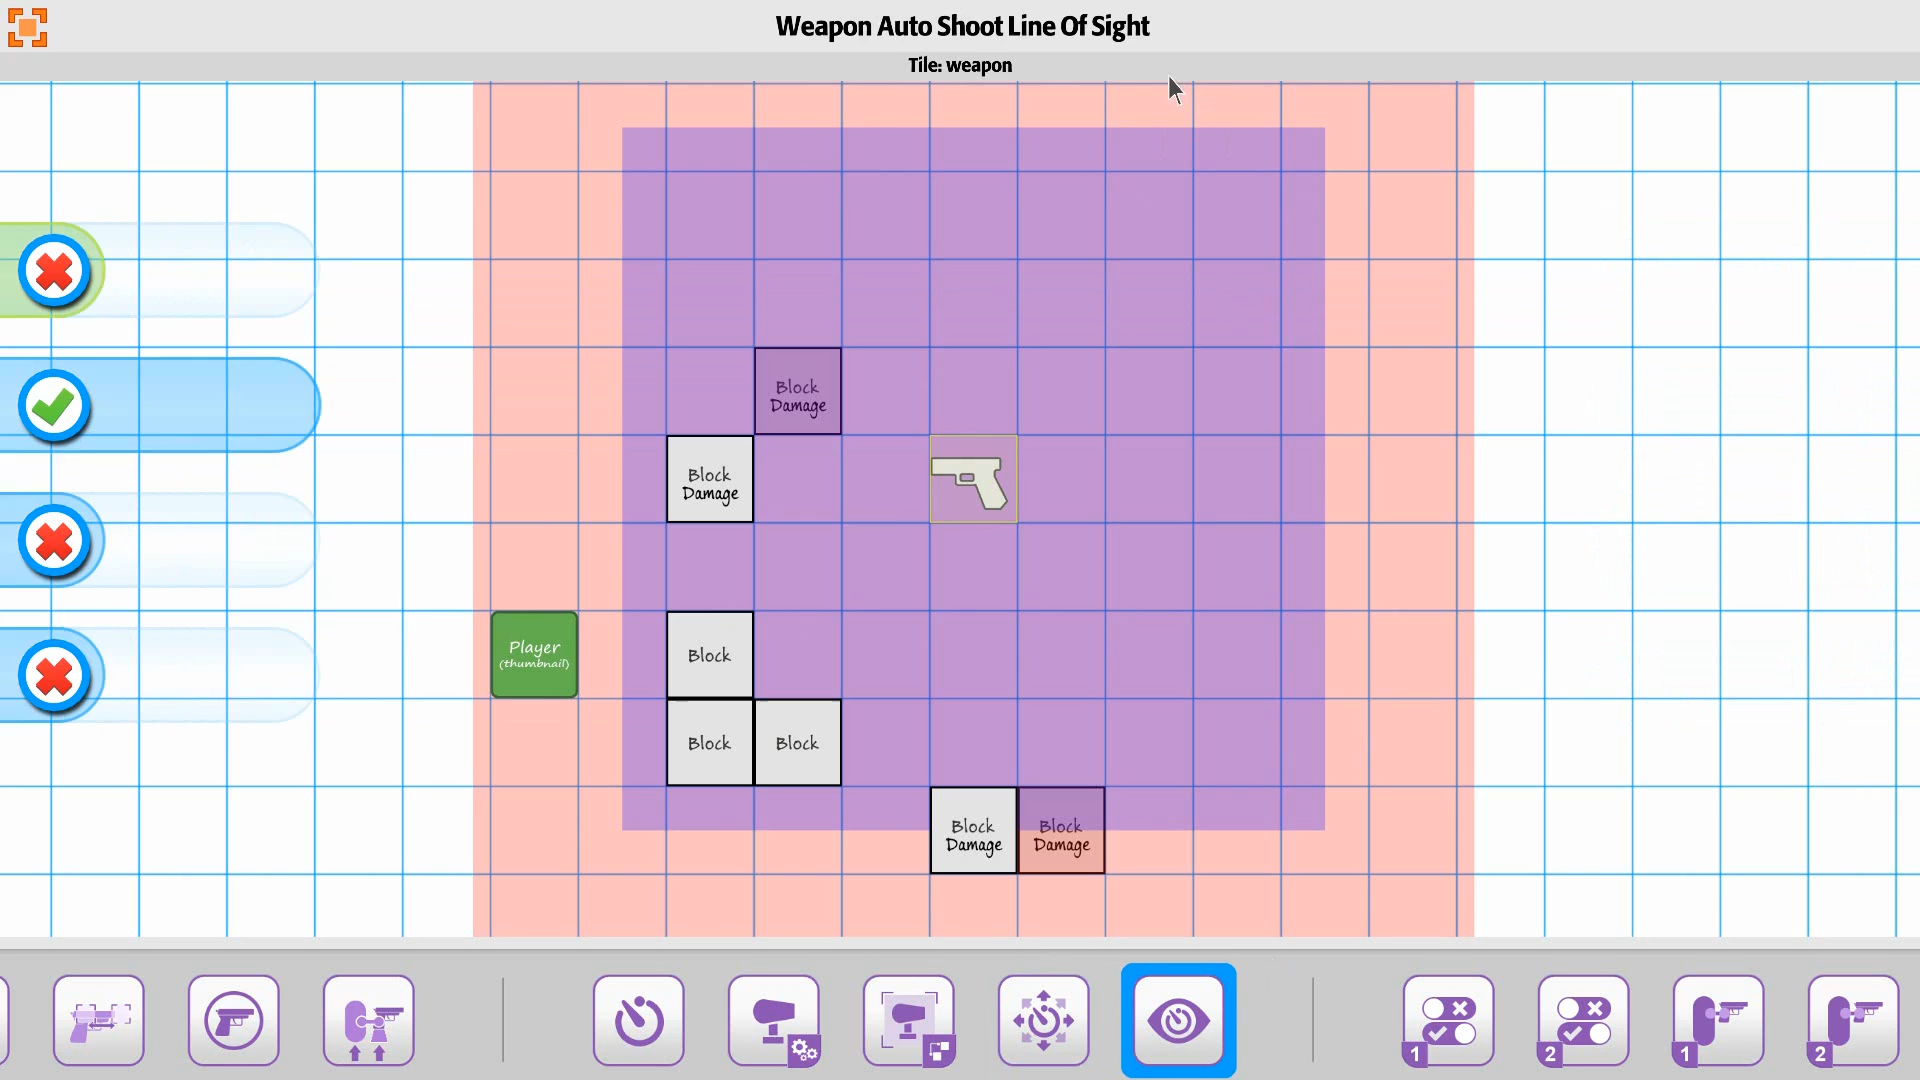 Weapon Auto Shoot Line Of Sight
Tile: weapon
Block
Damage
Block
Damage
Player
(thumbnail)
Block
Block
Block
Block
Damage
Block
Damage
1
2
1
2